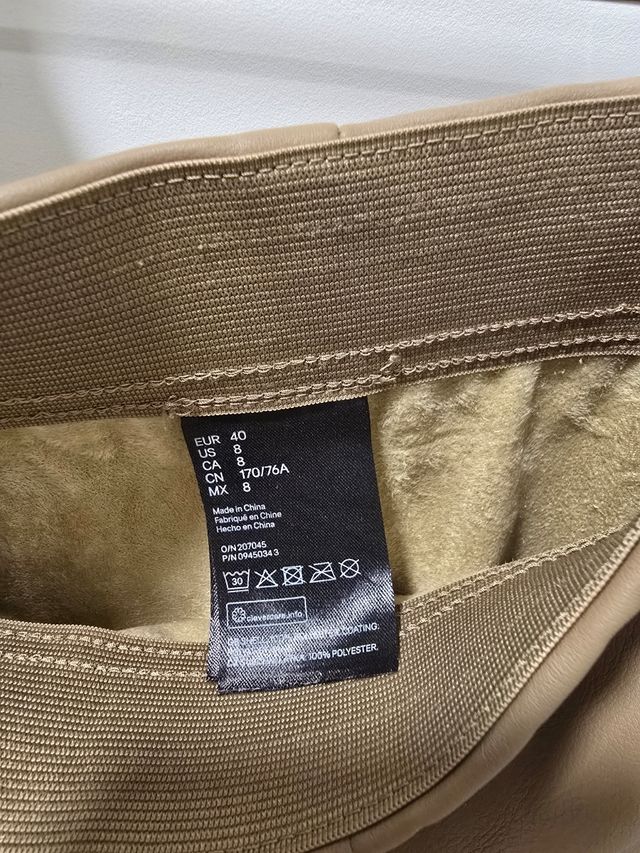 EUR 40
US 8
CA 8
CN 170/76A
MX 8
Made in China
Fabriqué en Chine
Hecho en China
O/N 207045
P/N 0945034 3
30
clevercare.info
COATING:
100% POLYESTER.